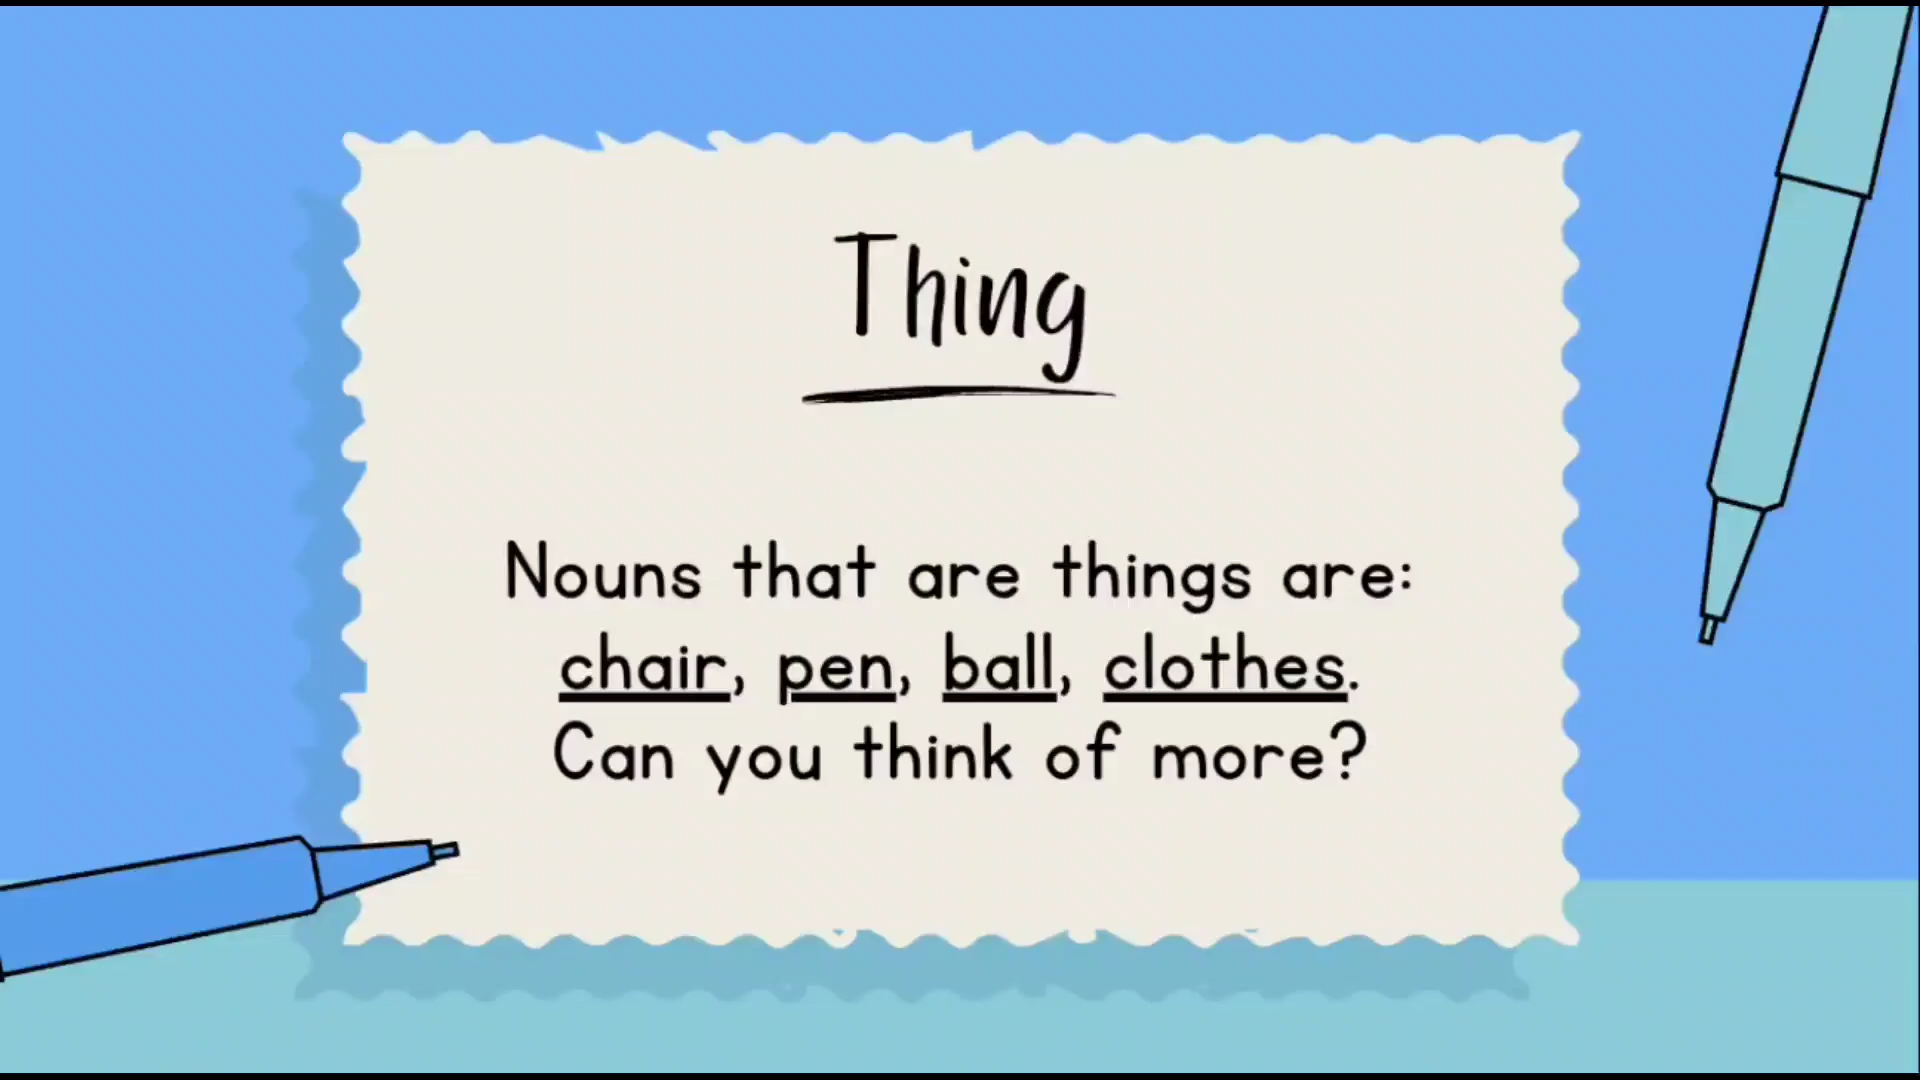 Thing
Nouns that are things are:
chair, pen, ball, clothes.
Can you think of more?